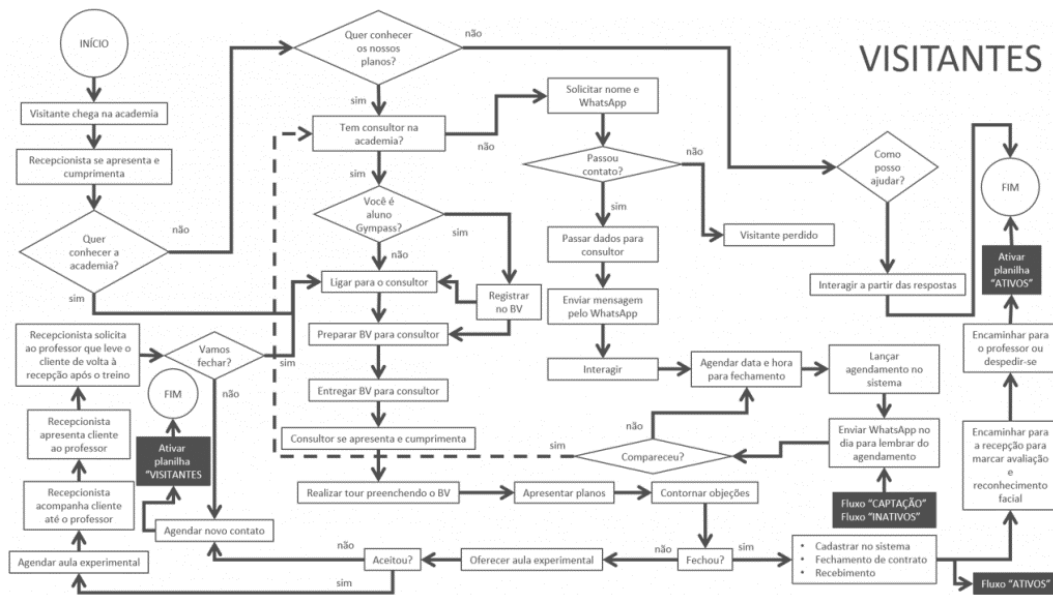 VISITANTES
INÍCIO
Visitante chega na academia
Recepcionista se apresenta e
cumprimenta
Quer
conhecer a
academia?
não
sim
Quer conhecer
os nossos
planos?
não
sim
Tem consultor na
academia?
não
sim
Você é
aluno
Gympass?
sim
não
Registrar
no BV
Ligar para o consultor
Preparar BV para consultor
Entregar BV para consultor
Consultor se apresenta e cumprimenta
Realizar tour preenchendo o BV
Apresentar planos
Contornar objeções
Solicitar nome e
WhatsApp
Passou
contato?
não
sim
Visitante perdido
Passar dados para
consultor
Enviar mensagem
pelo WhatsApp
Interagir
Agendar data e hora
para fechamento
Lançar
agendamento no
sistema
Enviar WhatsApp no
dia para lembrar do
agendamento
Fluxo "CAPTAÇÃO"
Fluxo "INATIVOS"
Compareceu?
não
sim
Como
posso
ajudar?
Interagir a partir das respostas
FIM
Ativar
planilha
"ATIVOS"
Encaminhar para
o professor ou
despedir-se
Encaminhar para
a recepção para
marcar avaliação
e
reconhecimento
facial
Fechou?
sim
não
• Cadastrar no sistema
• Fechamento de contrato
• Recebimento
Fluxo "ATIVOS"
Oferecer aula experimental
Aceitou?
não
sim
Agendar novo contato
Ativar
planilha
"VISITANTES
FIM
Agendar aula experimental
Recepcionista
acompanha cliente
até o professor
Recepcionista
apresenta cliente
ao professor
Recepcionista solicita
ao professor que leve o
cliente de volta à
recepção após o treino
Vamos
fechar?
sim
não